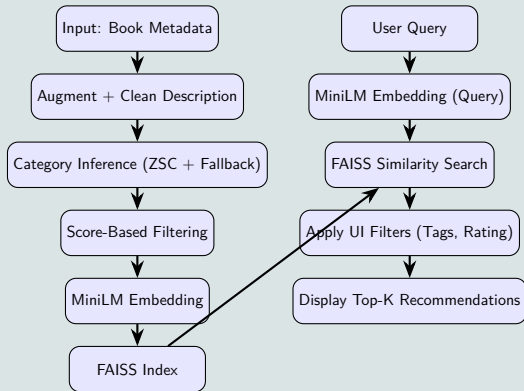 Input: Book Metadata
Augment + Clean Description
Category Inference (ZSC + Fallback)
Score-Based Filtering
MiniLM Embedding
FAISS Index
User Query
MiniLM Embedding (Query)
FAISS Similarity Search
Apply UI Filters (Tags, Rating)
Display Top-K Recommendations